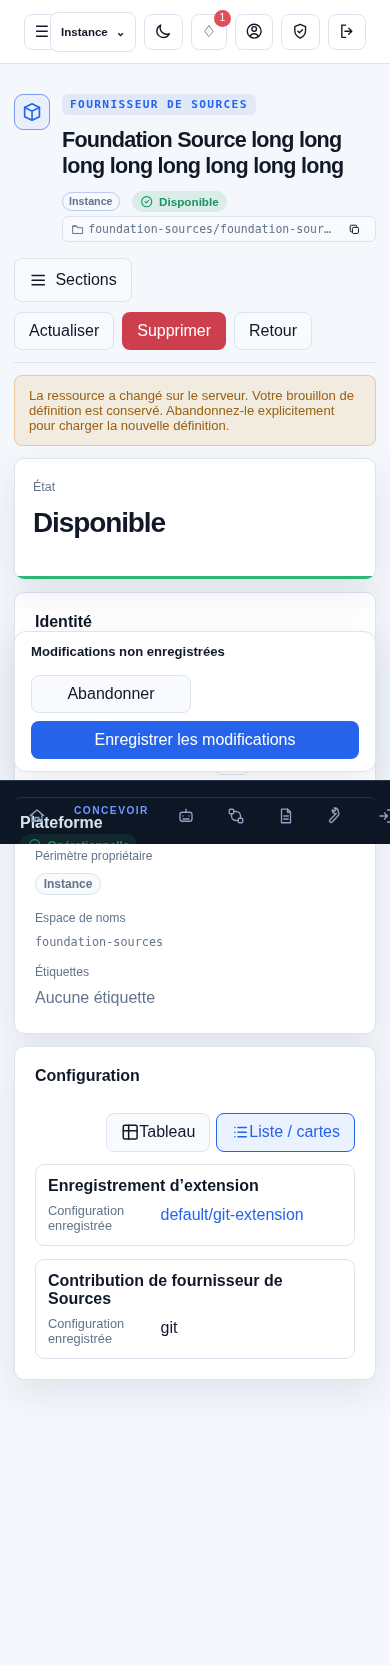 Instance
1
FOURNISSEUR DE SOURCES
Foundation Source long long
long long long long long long
Instance
Disponible
foundation-sources/foundation-sour…
Sections
Actualiser
Supprimer
Retour
La ressource a changé sur le serveur. Votre brouillon de
définition est conservé. Abandonnez-le explicitement
pour charger la nouvelle définition.
État
Disponible
Identité
Modifications non enregistrées
Abandonner
Enregistrer les modifications
CONCEVOIR
Plateforme
Opérationnelle
Périmètre propriétaire
Instance
Espace de noms
foundation-sources
Étiquettes
Aucune étiquette
Configuration
Tableau
Liste / cartes
Enregistrement d’extension
Configuration
enregistrée
default/git-extension
Contribution de fournisseur de
Sources
Configuration
enregistrée
git